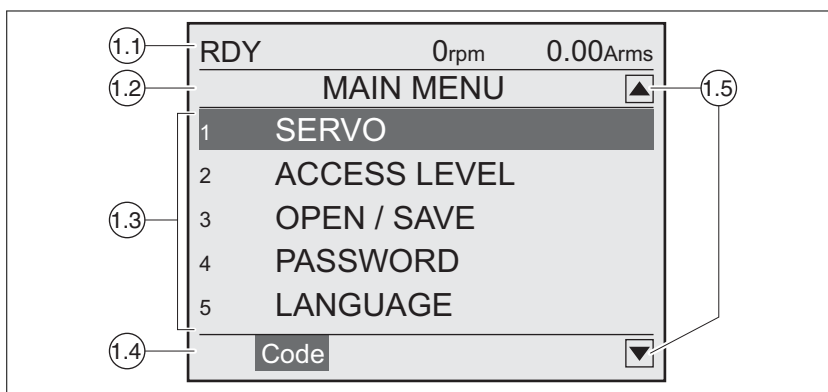 1.1 RDY 0rpm 0.00Arms
1.2 MAIN MENU 1.5
1 SERVO
2 ACCESS LEVEL
1.3 3 OPEN / SAVE
4 PASSWORD
5 LANGUAGE
1.4 Code